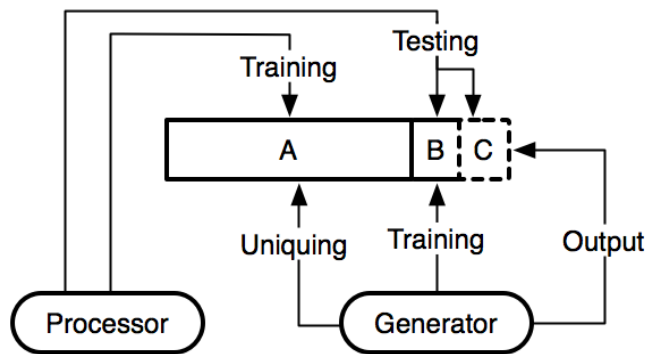 Testing
Training
A
B
C
Uniquing
Training
Output
Processor
Generator